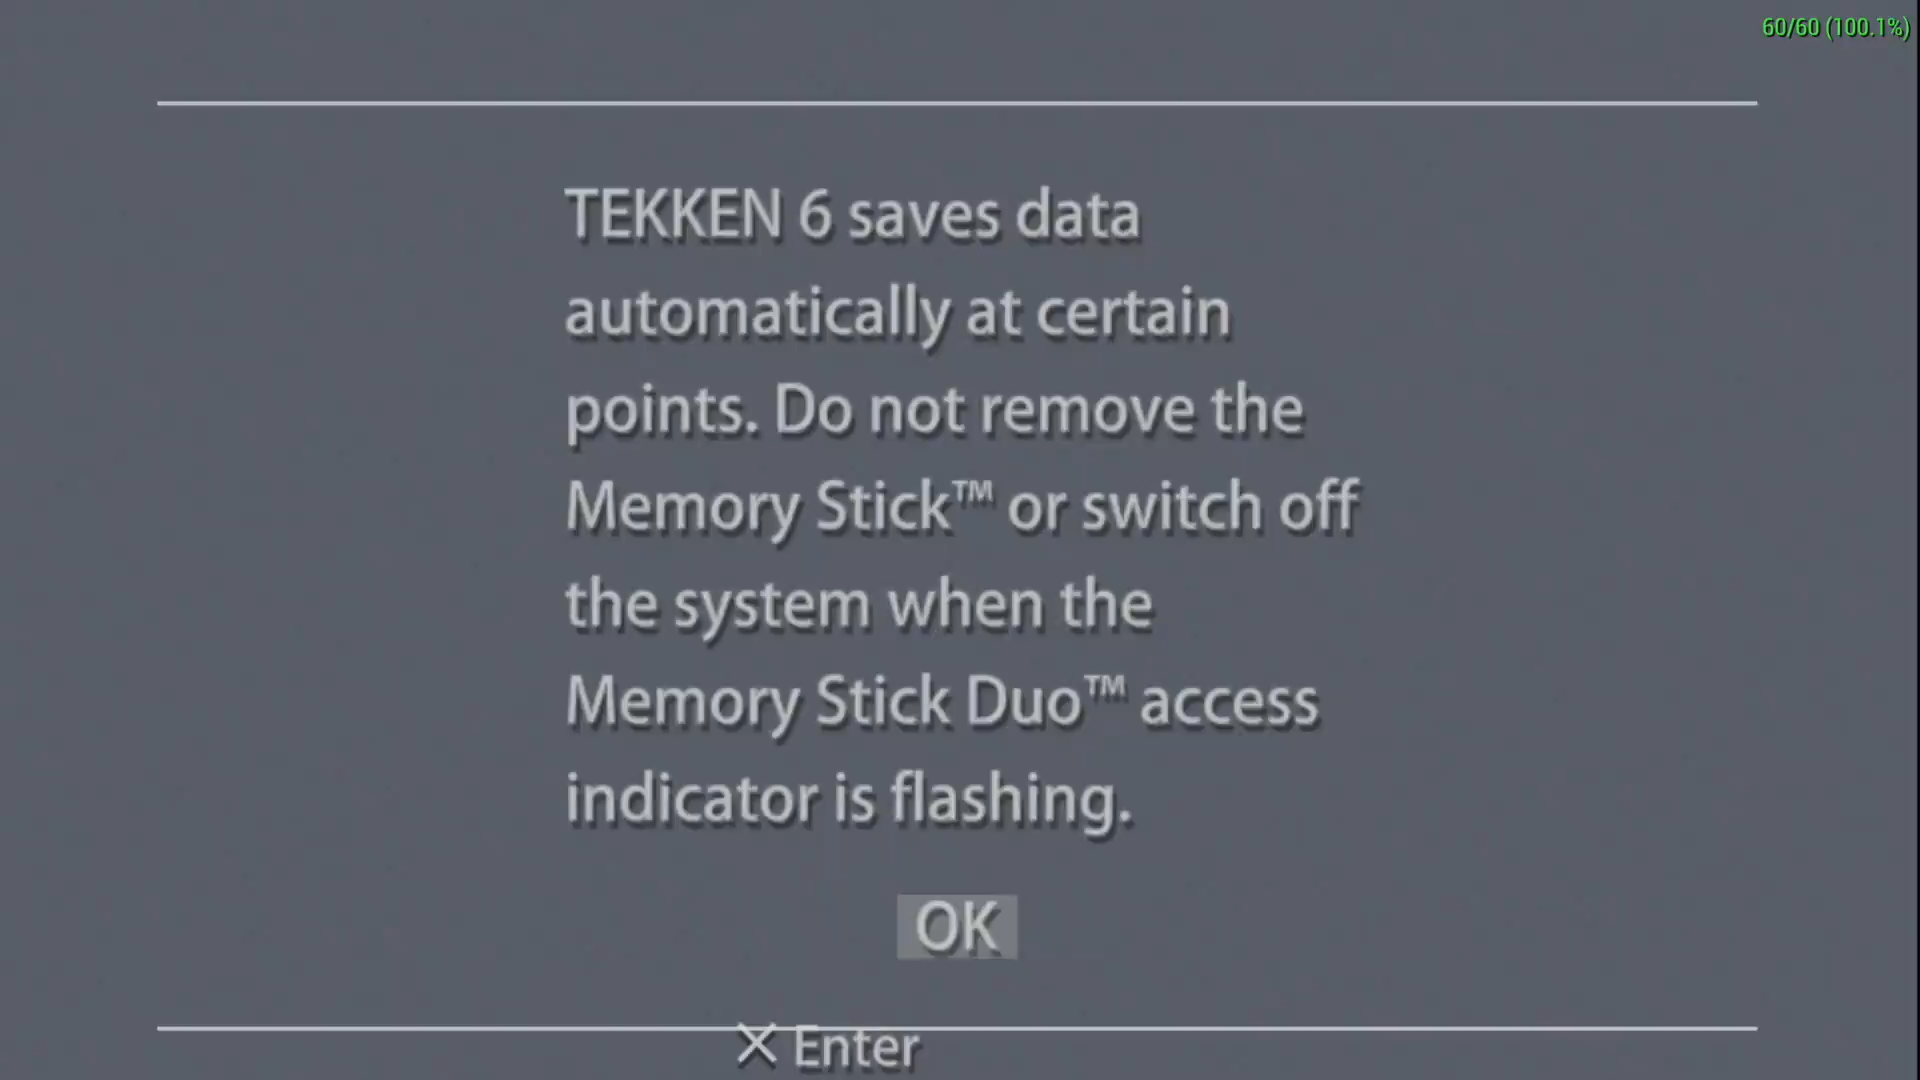 60/60 (100.1%)
TEKKEN 6 saves data
automatically at certain
points. Do not remove the
Memory Stick™ or switch off
the system when the
Memory Stick Duo™ access
indicator is flashing.
OK
✕ Enter